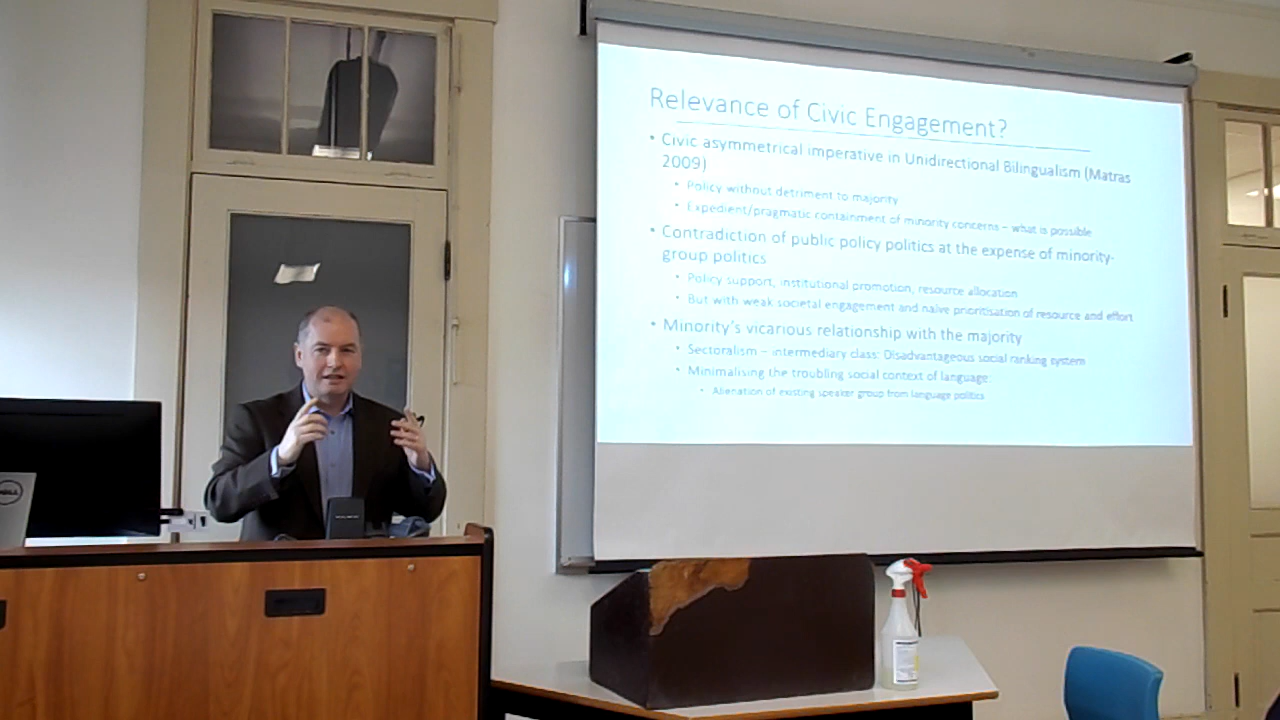 Relevance of Civic Engagement?
• Civic asymmetrical imperative in Unidirectional Bilingualism (Matras
2009)
• Policy without detriment to majority
• Expedient/pragmatic containment of minority concerns – what is possible
• Contradiction of public policy politics at the expense of minority-
group politics
• Policy support, institutional promotion, resource allocation
• But with weak societal engagement and naïve prioritisation of resource and effort
• Minority's vicarious relationship with the majority
• Sectoralism – intermediary class: Disadvantageous social ranking system
• Minimalising the troubling social context of language
• Alienation of existing speaker group from language politics
DELL